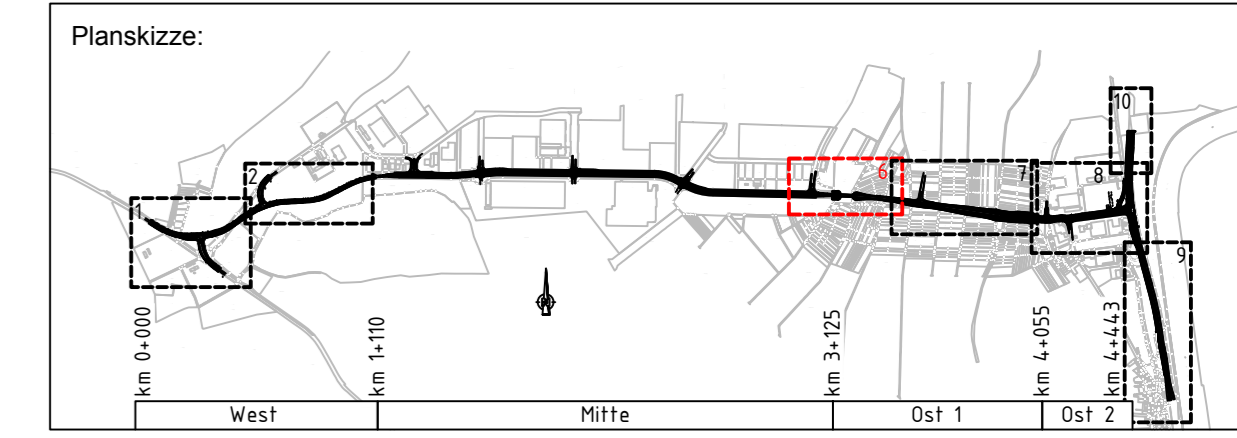 Planskizze:
10
2
6
7
8
1
9
km 0+000
km 1+110
km 3+125
km 4+055
km 4+443
West
Mitte
Ost 1
Ost 2